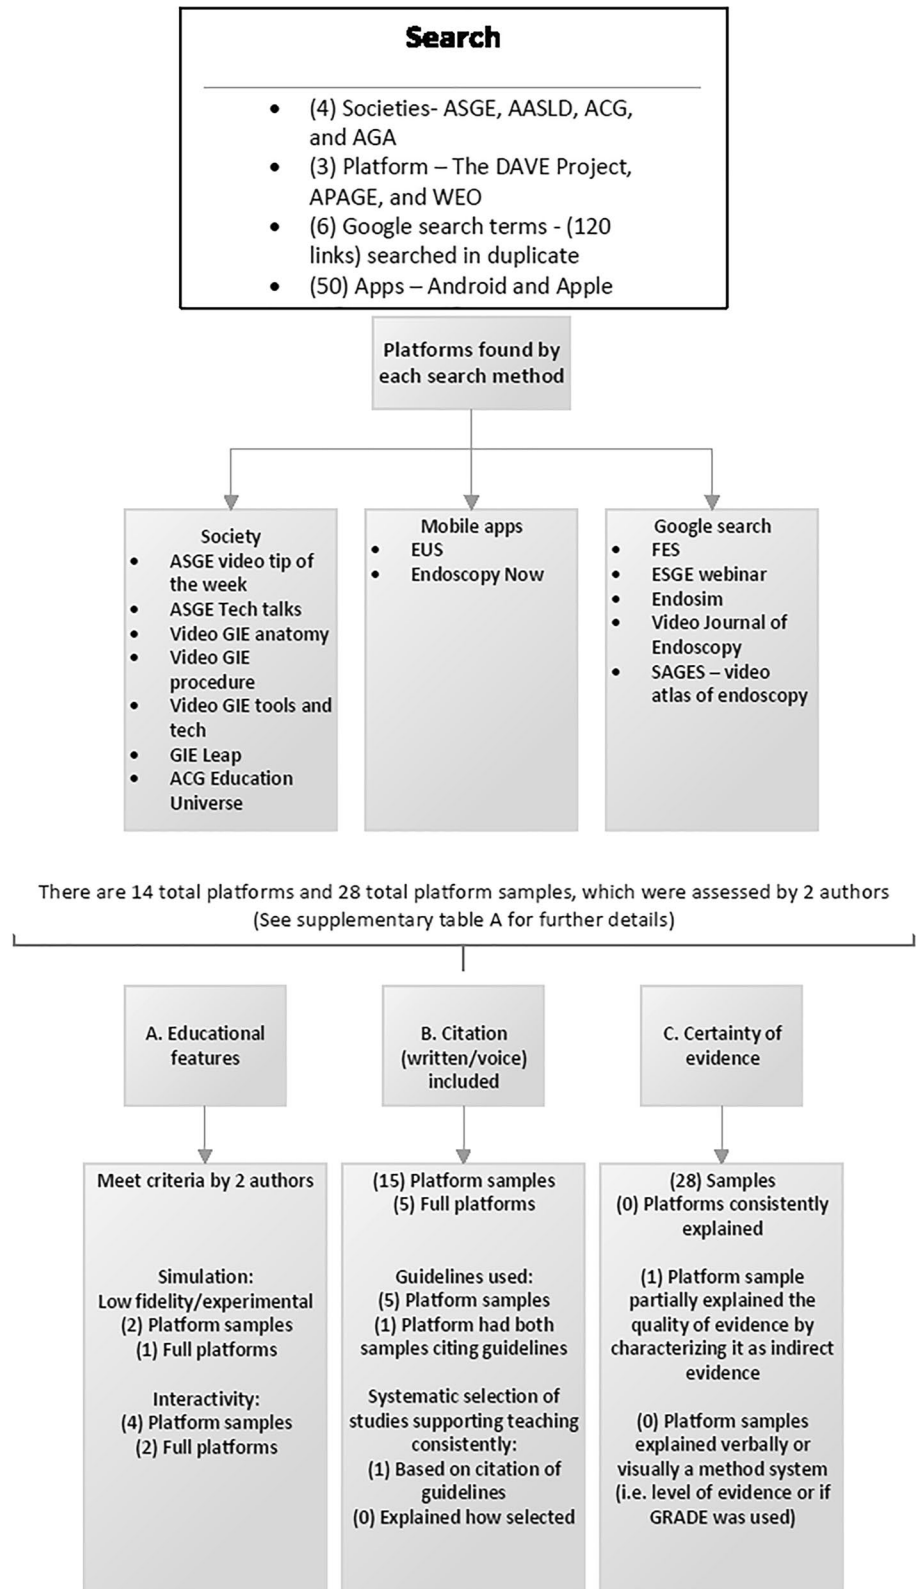 Search
• (4) Societies- ASGE, AASLD, ACG,
and AGA
• (3) Platform – The DAVE Project,
APAGE, and WEO
• (6) Google search terms - (120
links) searched in duplicate
• (50) Apps – Android and Apple
Platforms found by
each search method
Society
• ASGE video tip of
the week
• ASGE Tech talks
• Video GIE anatomy
• Video GIE
procedure
• Video GIE tools and
tech
• GIE Leap
• ACG Education
Universe
Mobile apps
• EUS
• Endoscopy Now
Google search
• FES
• ESGE webinar
• Endosim
• Video Journal of
Endoscopy
• SAGES – video
atlas of endoscopy
There are 14 total platforms and 28 total platform samples, which were assessed by 2 authors
(See supplementary table A for further details)
A. Educational
features
B. Citation
(written/voice)
included
C. Certainty of
evidence
Meet criteria by 2 authors
Simulation:
Low fidelity/experimental
(2) Platform samples
(1) Full platforms
Interactivity:
(4) Platform samples
(2) Full platforms
(15) Platform samples
(5) Full platforms
Guidelines used:
(5) Platform samples
(1) Platform had both
samples citing guidelines
Systematic selection of
studies supporting teaching
consistently:
(1) Based on citation of
guidelines
(0) Explained how selected
(28) Samples
(0) Platforms consistently
explained
(1) Platform sample
partially explained the
quality of evidence by
characterizing it as indirect
evidence
(0) Platform samples
explained verbally or
visually a method system
(i.e. level of evidence or if
GRADE was used)